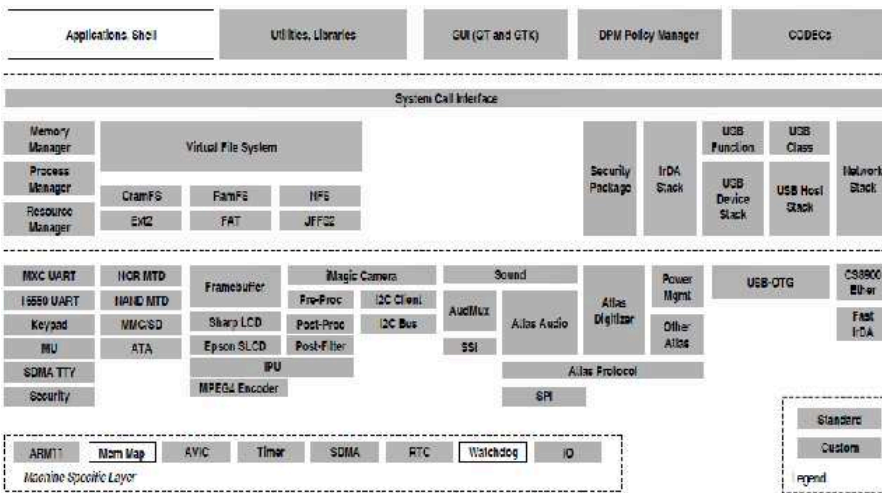 Applications, Shell
Utilities, Libraries
GUI (QT and GTK)
DPM Policy Manager
CODECs
System Call Interface
Memory
Manager
Process
Manager
Resource
Manager
Virtual File System
CramFS
RamFS
NFS
Ext2
FAT
JFFS2
Security
Package
IrDA
Stack
USB
Function
USB
Device
Stack
USB
Class
USB Host
Stack
Network
Stack
MXC UART
16550 UART
Keypad
MU
SDMA TTY
Security
NOR MTD
NAND MTD
MMC/SD
ATA
Framebuffer
Sharp LCD
Epson SLCD
IPU
MPEG4 Encoder
iMagic Camera
Pre-Proc
I2C Client
Post-Proc
I2C Bus
Post-Filter
Sound
AudMux
SSI
Atlas Audio
Atlas
Digitizer
Power
Mgmt
Other
Atlas
Atlas Protocol
SPI
USB-OTG
CS8900
Ether
Fast
IrDA
ARM11
Mem Map
AVIC
Timer
SDMA
RTC
Watchdog
IO
Machine Specific Layer
Standard
Custom
Legend